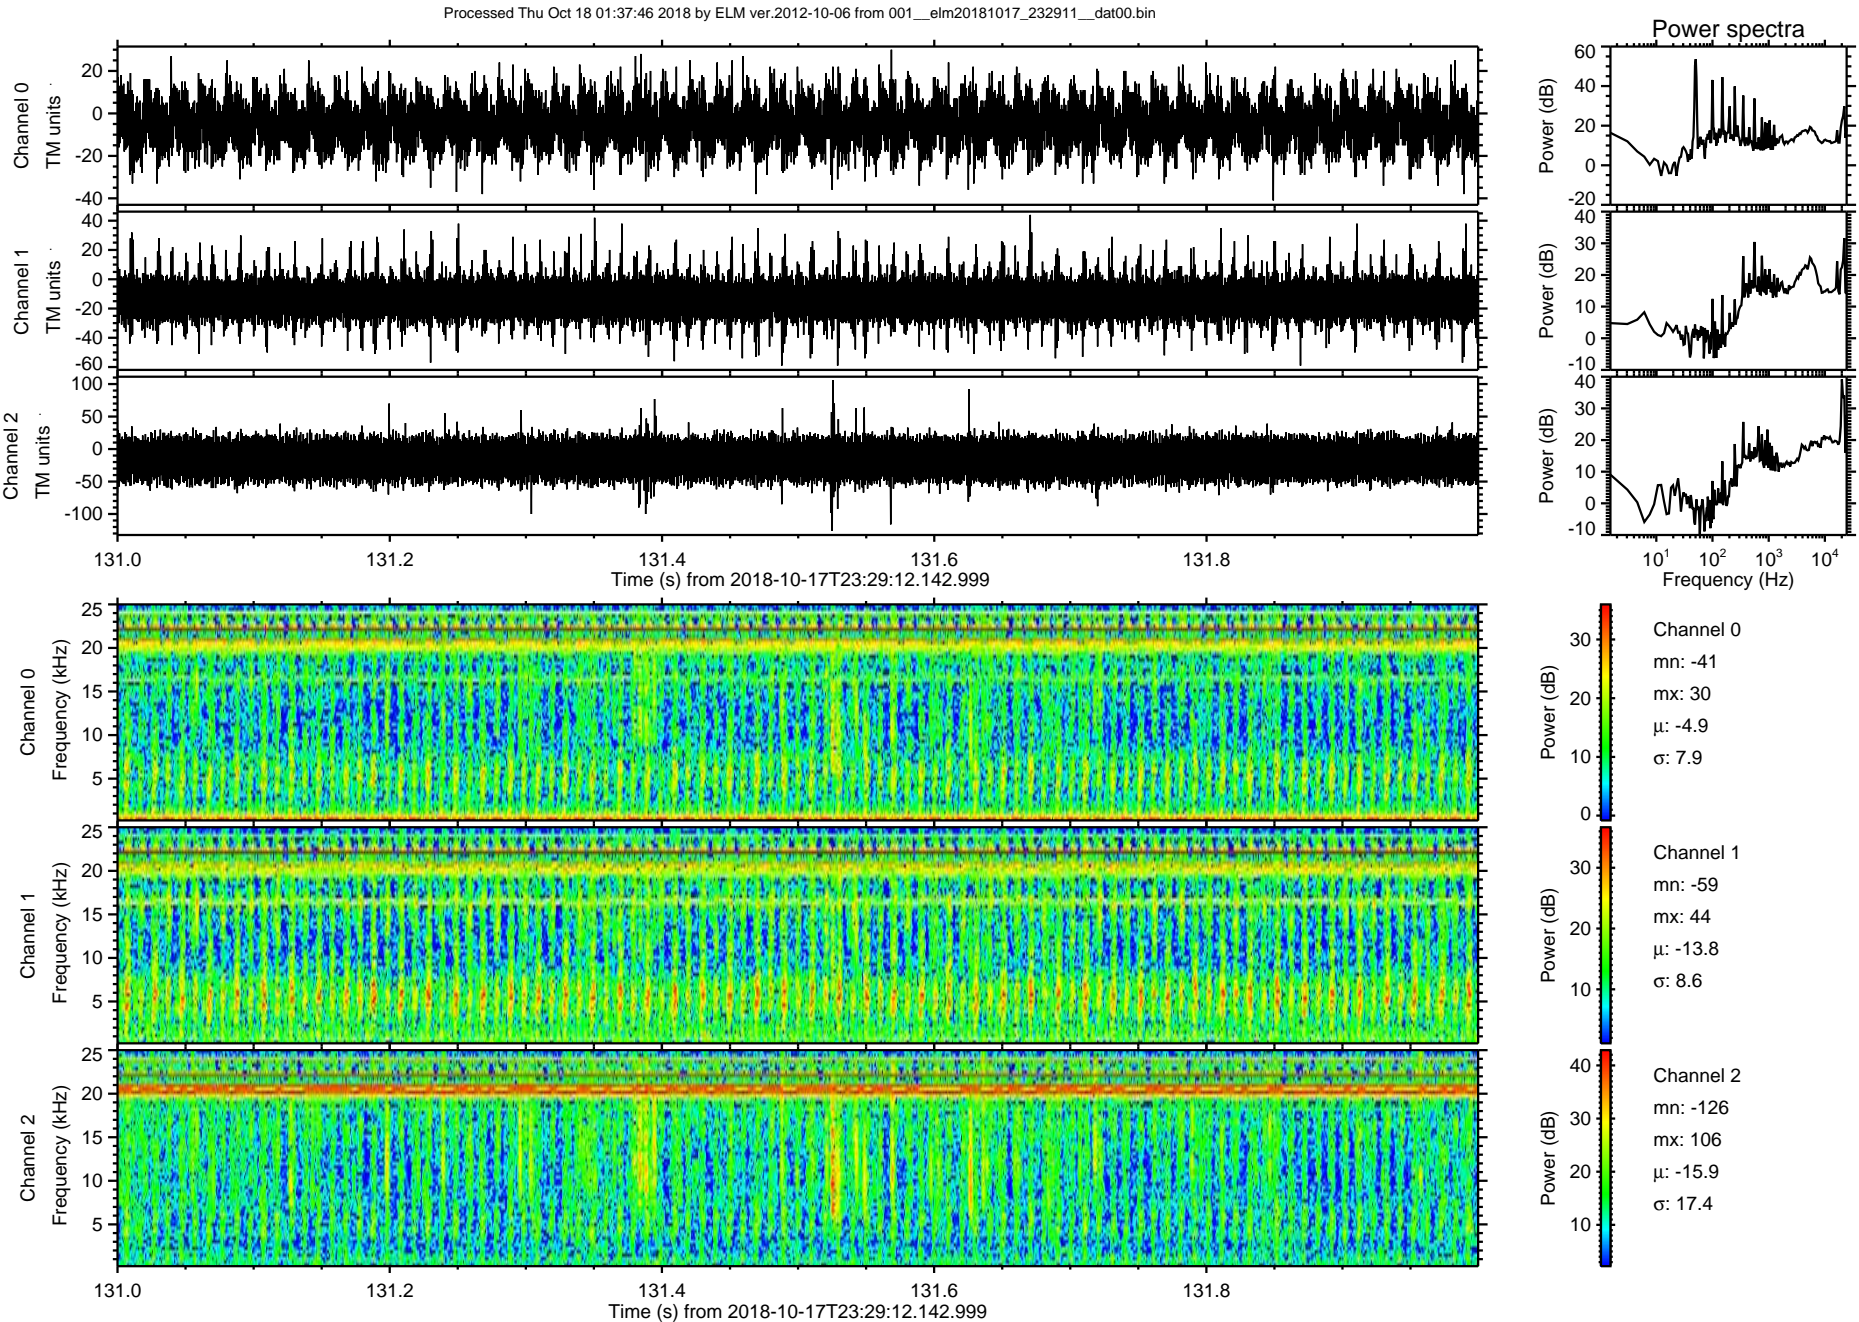 Processed Thu Oct 18 01:37:46 2018 by ELM ver.2012-10-06 from 001__elm20181017_232911__dat00.bin
Power spectra
Channel 0
TM units
20
0
-20
-40
Power (dB)
60
40
20
0
-20
Channel 1
TM units
40
20
0
-20
-40
-60
Power (dB)
40
30
20
10
0
-10
Channel 2
TM units
100
50
0
-50
-100
Power (dB)
40
30
20
10
0
-10
131.0 131.2 131.4 131.6 131.8
Time (s) from 2018-10-17T23:29:12.142.999
10¹ 10² 10³ 10⁴
Frequency (Hz)
Channel 0
Frequency (kHz)
25
20
15
10
5
Power (dB)
30
20
10
0
Channel 0
mn: -41
mx: 30
μ: -4.9
σ: 7.9
Channel 1
Frequency (kHz)
25
20
15
10
5
Power (dB)
30
20
10
Channel 1
mn: -59
mx: 44
μ: -13.8
σ: 8.6
Channel 2
Frequency (kHz)
25
20
15
10
5
Power (dB)
40
30
20
10
Channel 2
mn: -126
mx: 106
μ: -15.9
σ: 17.4
131.0 131.2 131.4 131.6 131.8
Time (s) from 2018-10-17T23:29:12.142.999